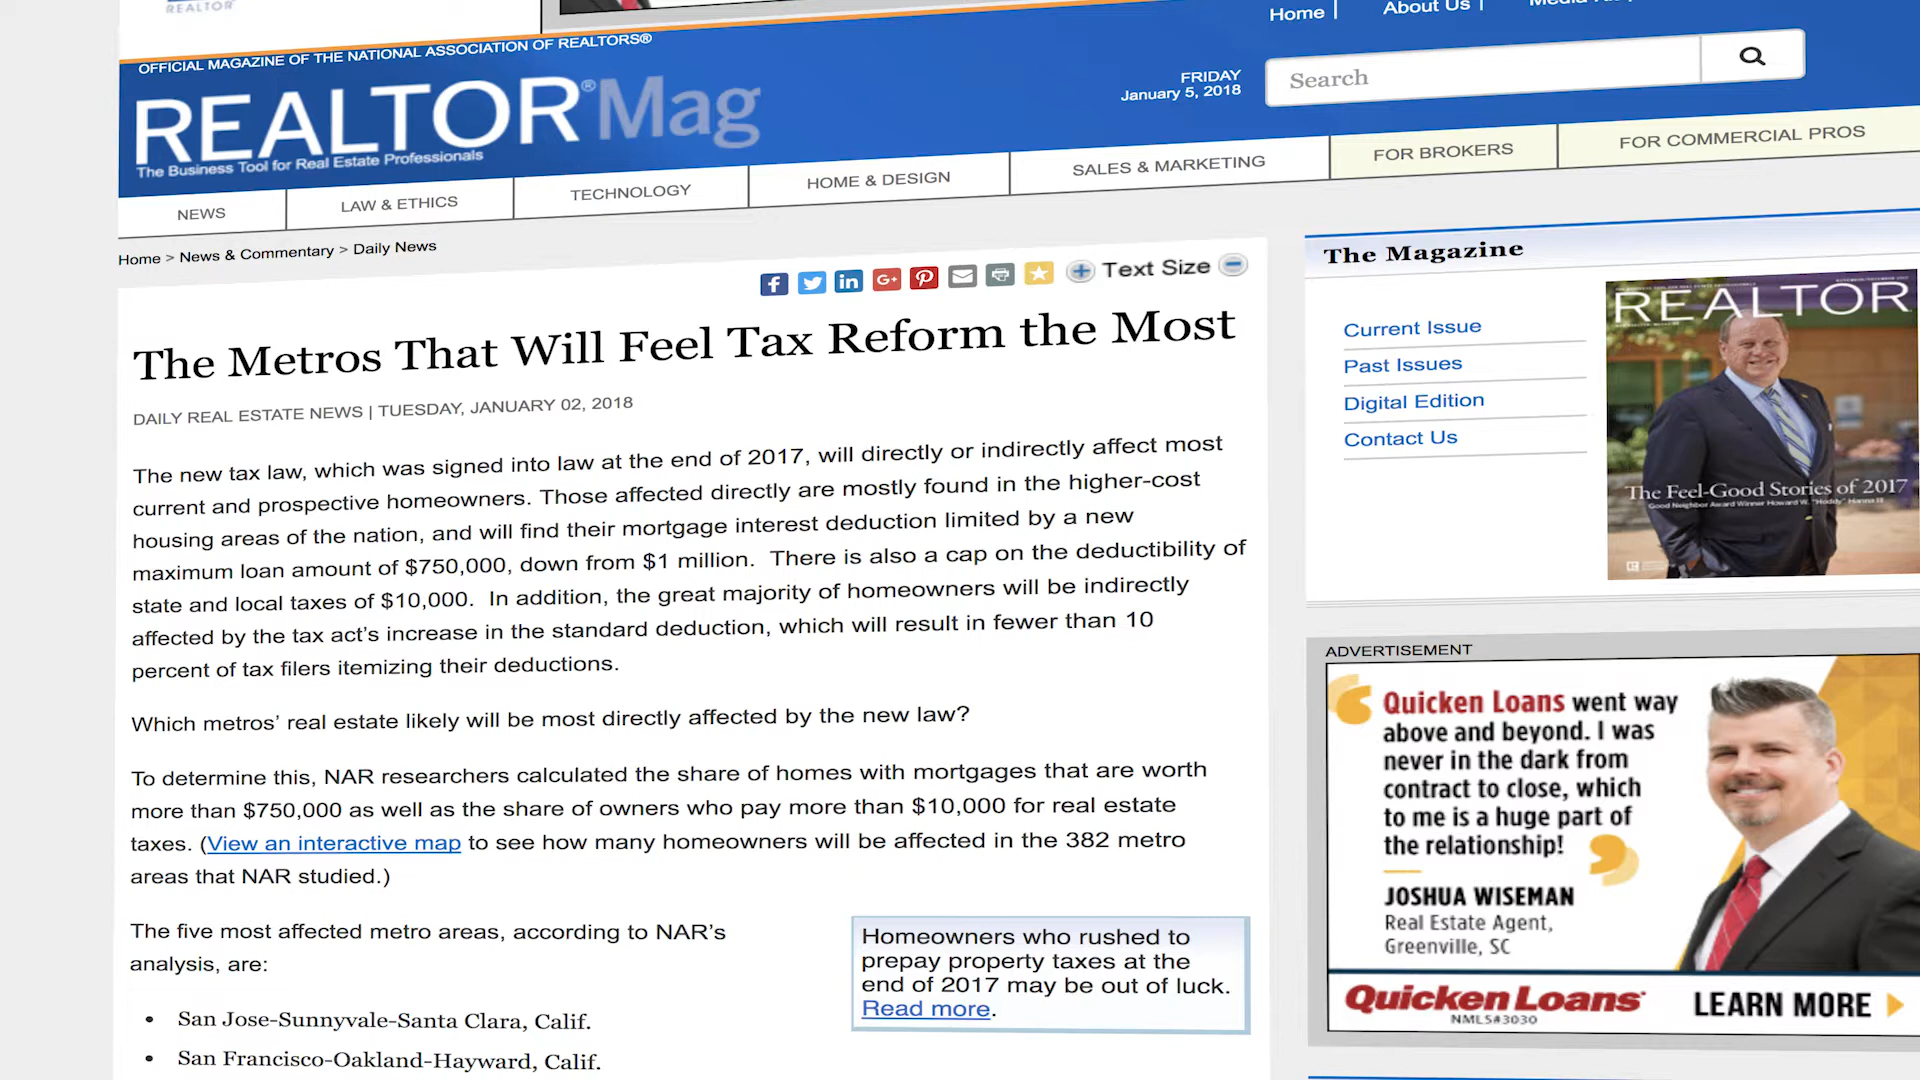 REALTOR
Home
About Us
OFFICIAL MAGAZINE OF THE NATIONAL ASSOCIATION OF REALTORS®
REALTOR® Mag
The Business Tool for Real Estate Professionals
FRIDAY
January 5, 2018
Search
NEWS
LAW & ETHICS
TECHNOLOGY
HOME & DESIGN
SALES & MARKETING
FOR BROKERS
FOR COMMERCIAL PROS
Home > News & Commentary > Daily News
Text Size
The Metros That Will Feel Tax Reform the Most
DAILY REAL ESTATE NEWS | TUESDAY, JANUARY 02, 2018
The new tax law, which was signed into law at the end of 2017, will directly or indirectly affect most
current and prospective homeowners. Those affected directly are mostly found in the higher-cost
housing areas of the nation, and will find their mortgage interest deduction limited by a new
maximum loan amount of $750,000, down from $1 million. There is also a cap on the deductibility of
state and local taxes of $10,000. In addition, the great majority of homeowners will be indirectly
affected by the tax act's increase in the standard deduction, which will result in fewer than 10
percent of tax filers itemizing their deductions.
Which metros' real estate likely will be most directly affected by the new law?
To determine this, NAR researchers calculated the share of homes with mortgages that are worth
more than $750,000 as well as the share of owners who pay more than $10,000 for real estate
taxes. (View an interactive map to see how many homeowners will be affected in the 382 metro
areas that NAR studied.)
The five most affected metro areas, according to NAR's
analysis, are:
• San Jose-Sunnyvale-Santa Clara, Calif.
• San Francisco-Oakland-Hayward, Calif.
Homeowners who rushed to
prepay property taxes at the
end of 2017 may be out of luck.
Read more.
The Magazine
Current Issue
Past Issues
Digital Edition
Contact Us
REALTOR
The Feel-Good Stories of 2017
Good Neighbor Award Winner Howard W. "Hoddy" Hanna III
ADVERTISEMENT
Quicken Loans went way
above and beyond. I was
never in the dark from
contract to close, which
to me is a huge part of
the relationship!
JOSHUA WISEMAN
Real Estate Agent,
Greenville, SC
Quicken Loans
NMLS#3030
LEARN MORE